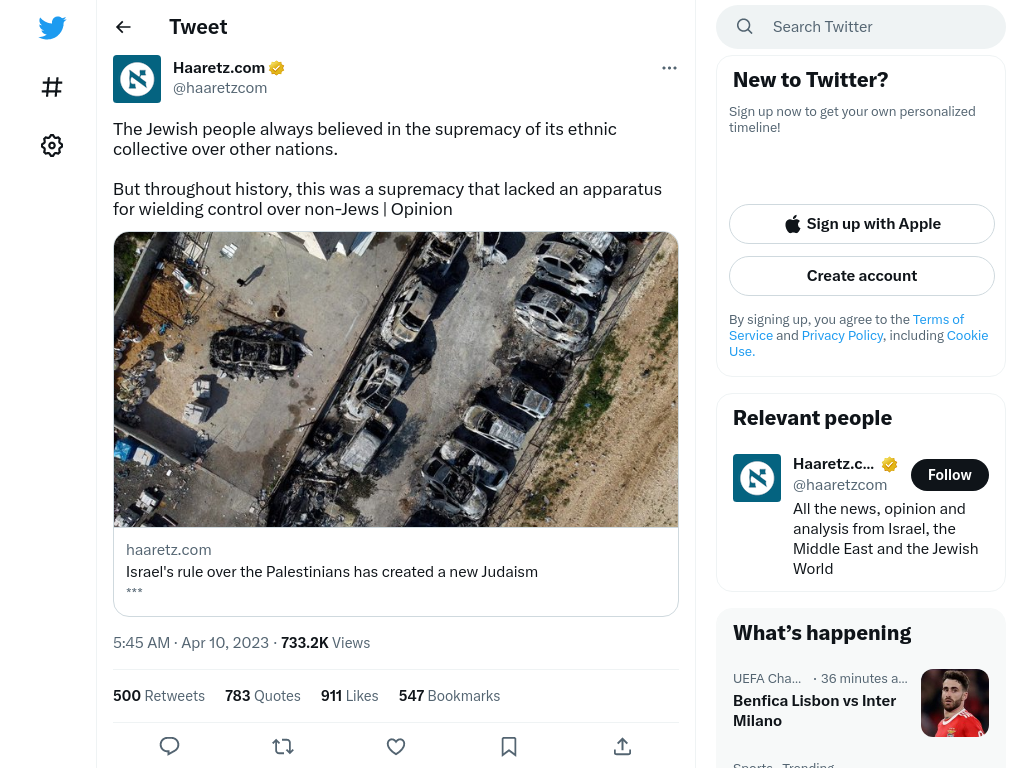 Tweet
Haaretz.com
@haaretzcom
The Jewish people always believed in the supremacy of its ethnic
collective over other nations.
But throughout history, this was a supremacy that lacked an apparatus
for wielding control over non-Jews | Opinion
haaretz.com
Israel's rule over the Palestinians has created a new Judaism
***
5:45 AM · Apr 10, 2023 · 733.2K Views
500 Retweets 783 Quotes 911 Likes 547 Bookmarks
Search Twitter
New to Twitter?
Sign up now to get your own personalized
timeline!
Sign up with Apple
Create account
By signing up, you agree to the Terms of
Service and Privacy Policy, including Cookie
Use.
Relevant people
Haaretz.c...
@haaretzcom
Follow
All the news, opinion and
analysis from Israel, the
Middle East and the Jewish
World
What’s happening
UEFA Cha... · 36 minutes a...
Benfica Lisbon vs Inter
Milano
Sports · Trending